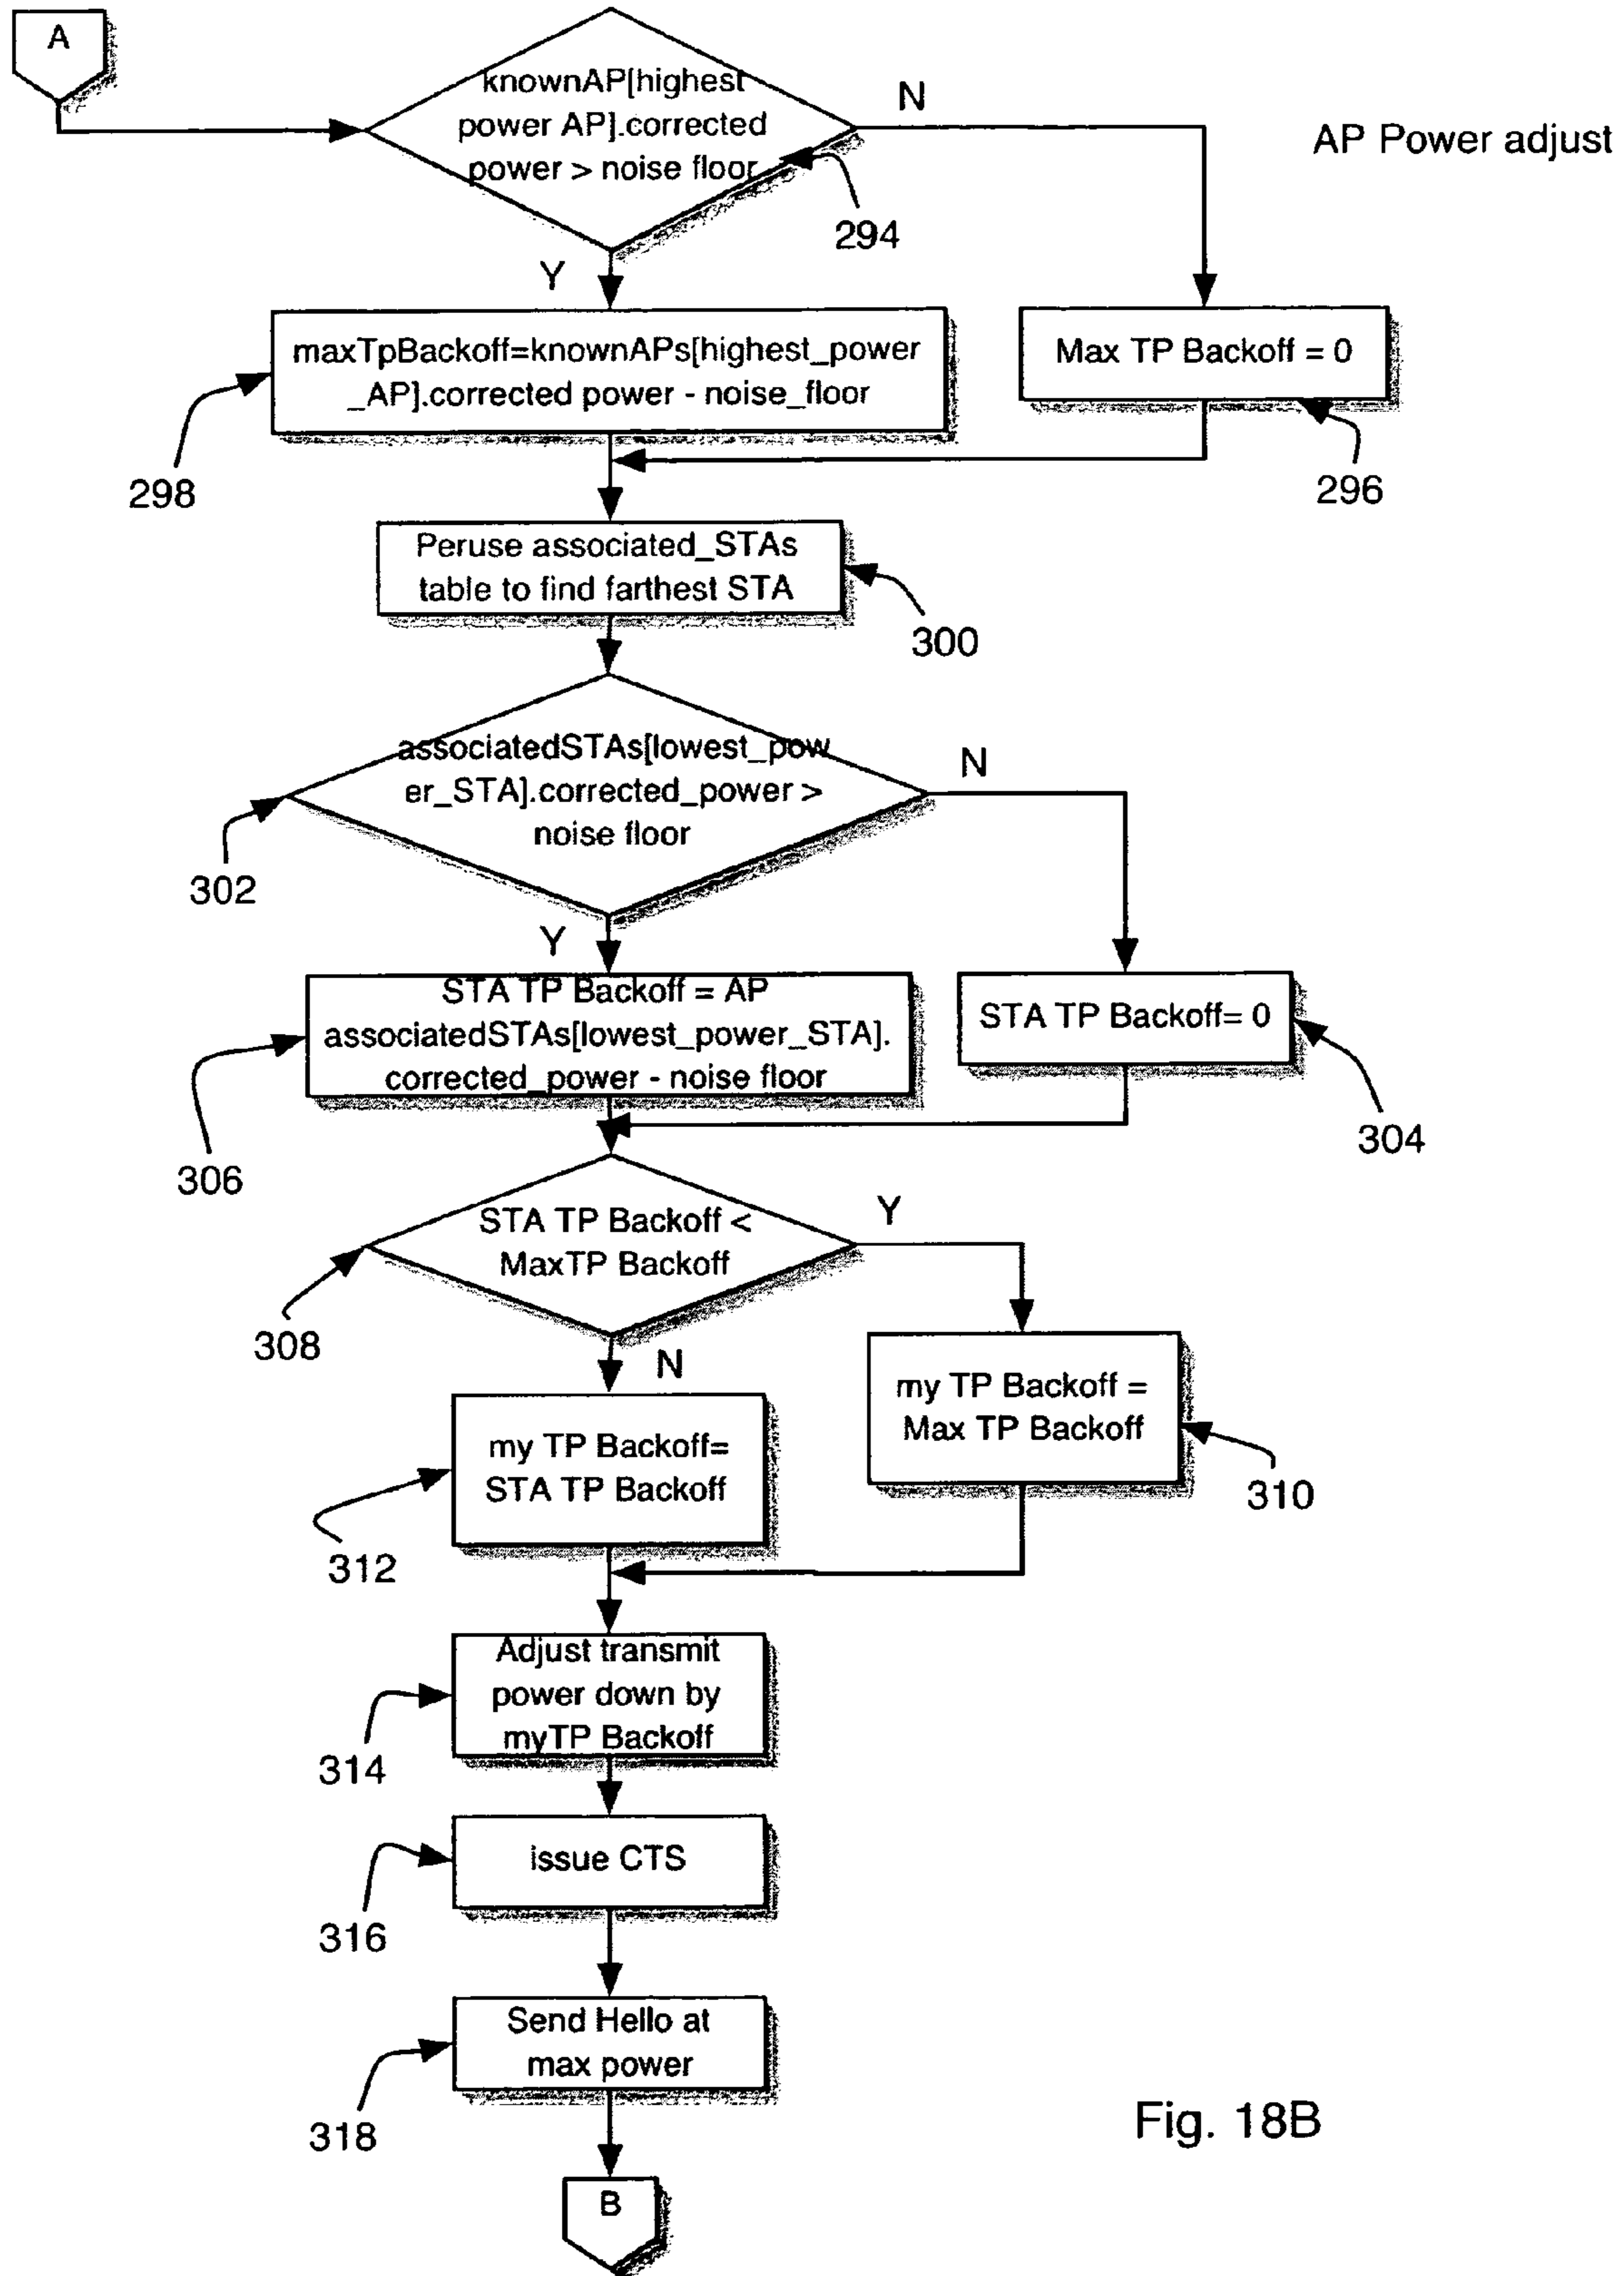 A
knownAP[highest
power AP].corrected
power > noise floor
N
AP Power adjust
294
Y
maxTpBackoff=knownAPs[highest_power
_AP].corrected power - noise_floor
Max TP Backoff = 0
298
296
Peruse associated_STAs
table to find farthest STA
300
associatedSTAs[lowest_pow
er_STA].corrected_power >
noise floor
N
302
Y
STA TP Backoff = AP
associatedSTAs[lowest_power_STA].
corrected_power - noise floor
STA TP Backoff= 0
306
304
STA TP Backoff <
MaxTP Backoff
Y
308
N
my TP Backoff =
Max TP Backoff
my TP Backoff=
STA TP Backoff
310
312
Adjust transmit
power down by
myTP Backoff
314
issue CTS
316
Send Hello at
max power
318
Fig. 18B
B